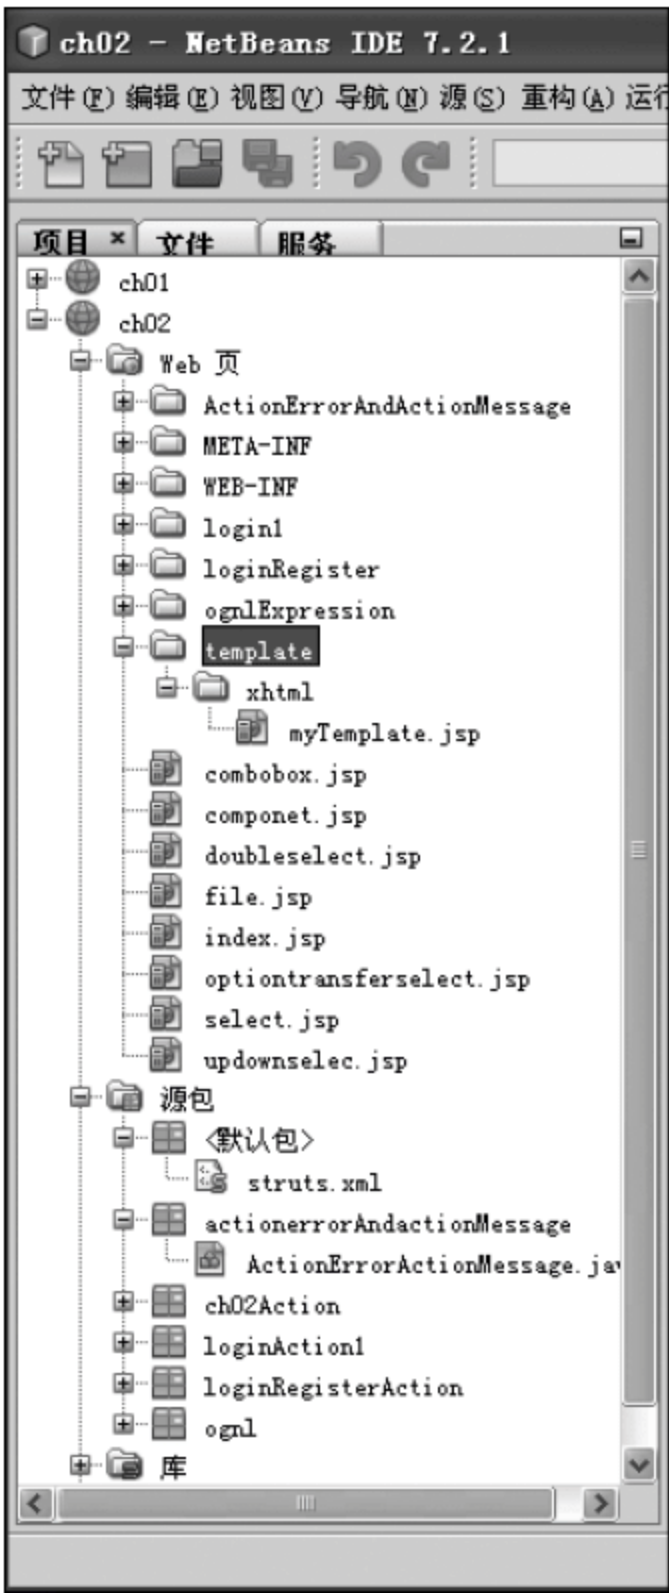 ch02 - NetBeans IDE 7.2.1
文件(F) 编辑(E) 视图(V) 导航(N) 源(S) 重构(A) 运行
项目 × 文件 服务
ch01
ch02
Web 页
ActionErrorAndActionMessage
META-INF
WEB-INF
login1
loginRegister
ognlExpression
template
xhtml
myTemplate.jsp
combobox.jsp
componet.jsp
doubleselect.jsp
file.jsp
index.jsp
optiontransferselect.jsp
select.jsp
updownselec.jsp
源包
<默认包>
struts.xml
actionerrorAndactionMessage
ActionErrorActionMessage.jav
ch02Action
loginAction1
loginRegisterAction
ognl
库